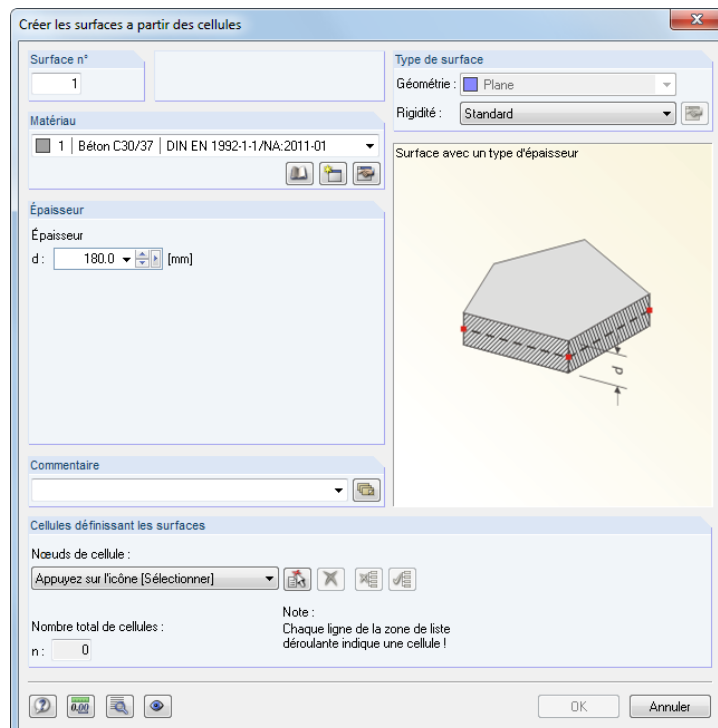 Créer les surfaces a partir des cellules
Surface n°
1
Type de surface
Géométrie : Plane
Rigidité : Standard
Matériau
1 Béton C30/37 DIN EN 1992-1-1/NA:2011-01
Surface avec un type d'épaisseur
Épaisseur
Épaisseur
d : 180.0 [mm]
d
Commentaire
Cellules définissant les surfaces
Nœuds de cellule :
Appuyez sur l'icône [Sélectionner]
Nombre total de cellules :
n : 0
Note :
Chaque ligne de la zone de liste
déroulante indique une cellule !
0.00
OK
Annuler